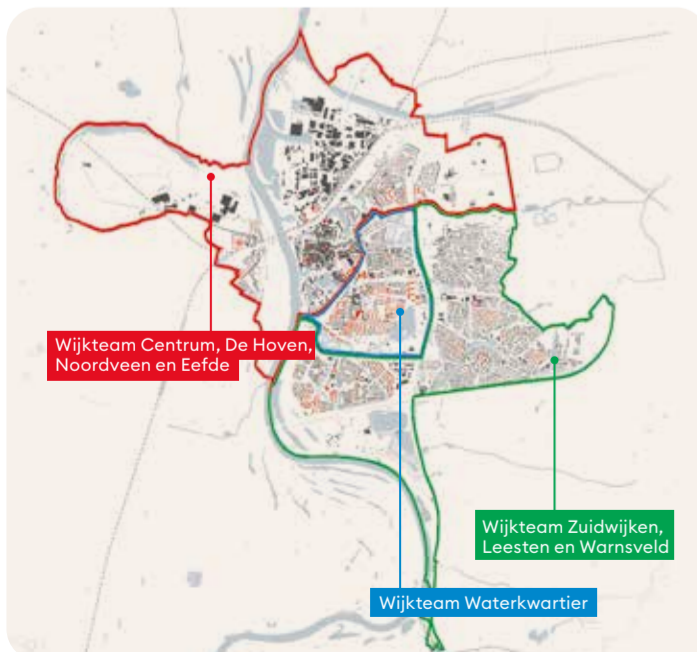 Wijkteam Centrum, De Hoven,
Noordveen en Eefde
Wijkteam Zuidwijken,
Leesten en Warnsveld
Wijkteam Waterkwartier